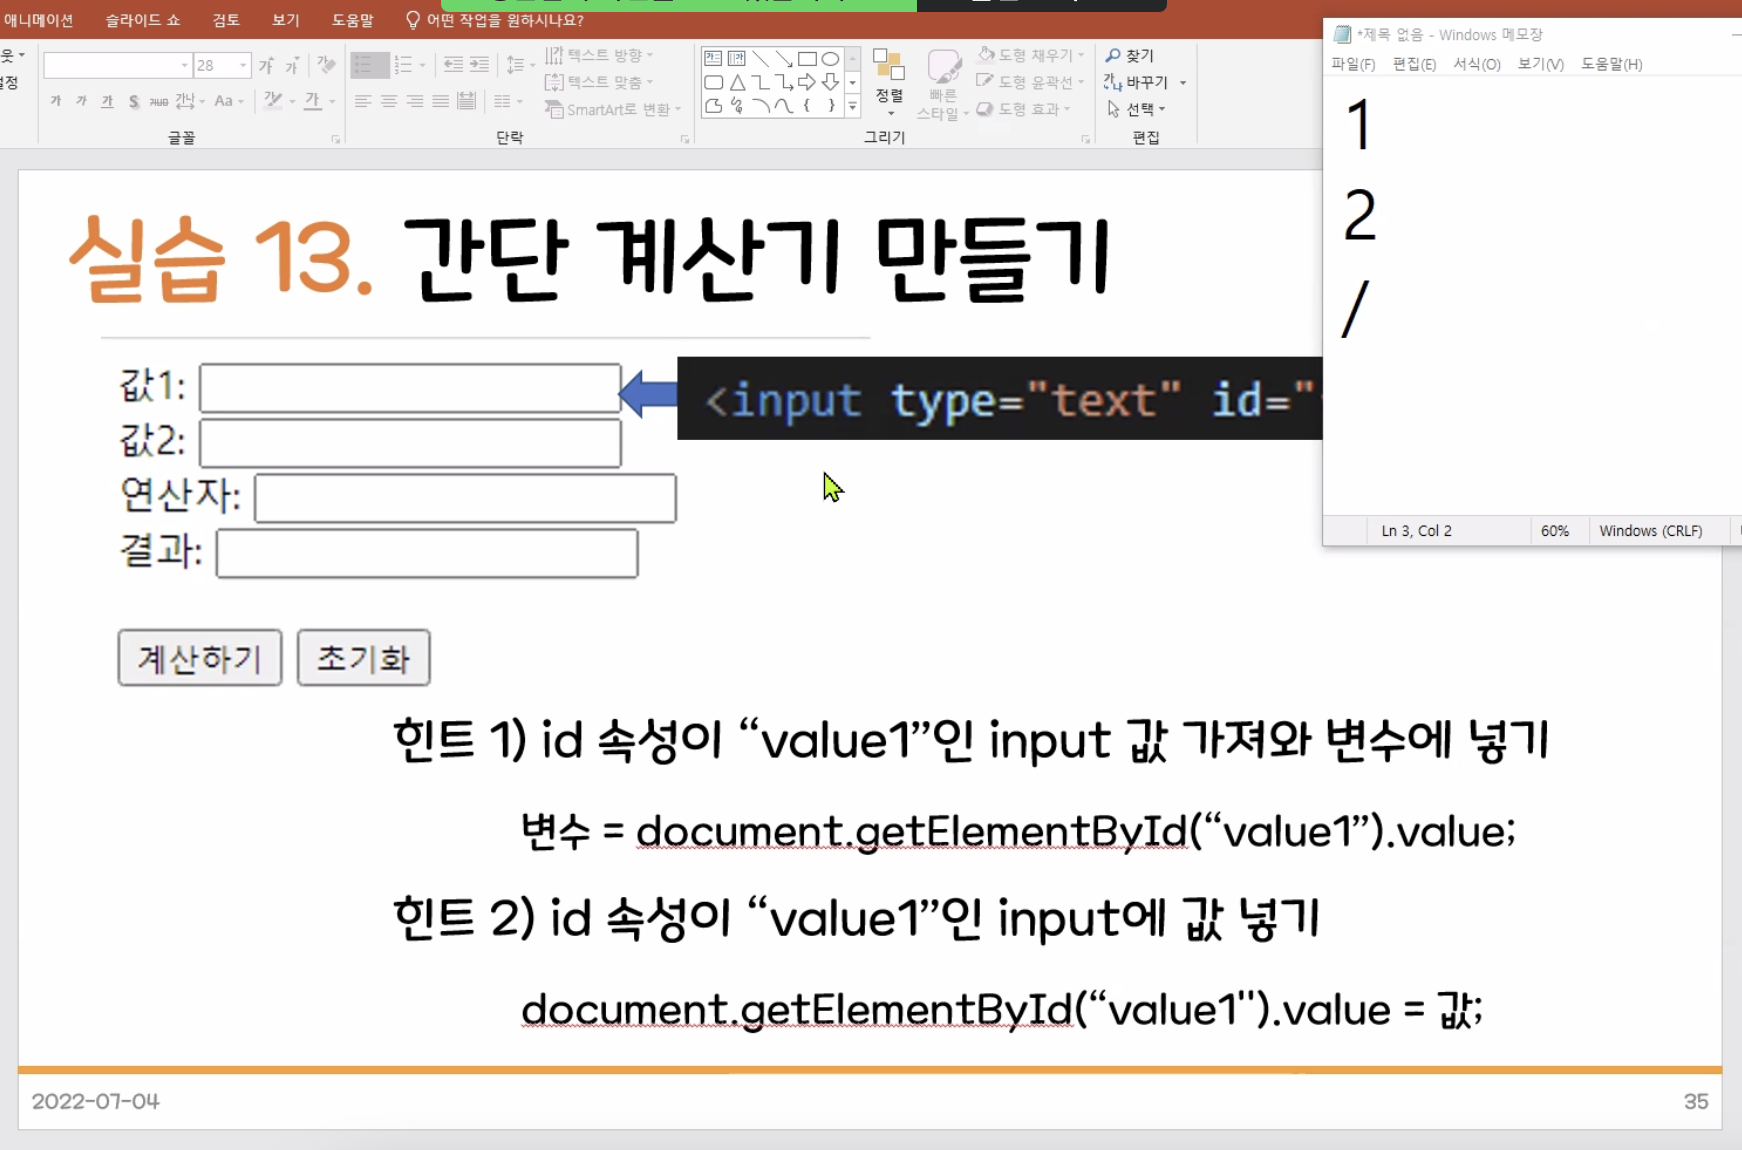 애니메이션 슬라이드 쇼 검토 보기 도움말 어떤 작업을 원하시나요?
28
가 가 가 S 간 Aa
텍스트 방향
텍스트 맞춤
SmartArt로 변환
정렬
빠른
스타일
도형 채우기
도형 윤곽선
도형 효과
찾기
바꾸기
선택
글꼴 단락 그리기 편집
*제목 없음 - Windows 메모장
파일(F) 편집(E) 서식(O) 보기(V) 도움말(H)
1
2
/
Ln 3, Col 2 60% Windows (CRLF)
실습 13. 간단 계산기 만들기
값1:
<input type="text" id="
값2:
연산자:
결과:
계산하기 초기화
힌트 1) id 속성이 “value1”인 input 값 가져와 변수에 넣기
변수 = document.getElementById(“value1”).value;
힌트 2) id 속성이 “value1”인 input에 값 넣기
document.getElementById(“value1").value = 값;
2022-07-04 35